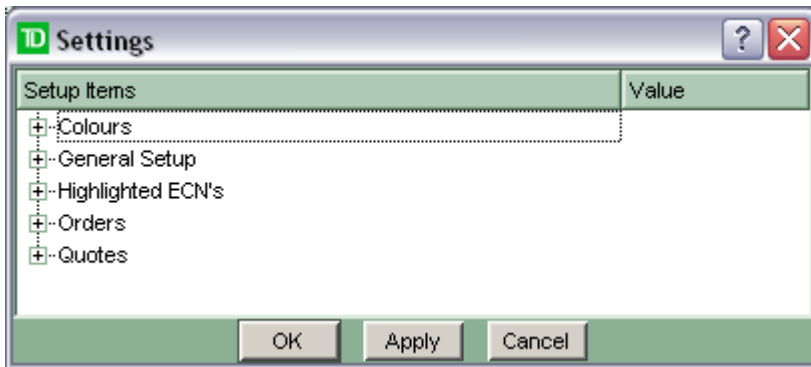 TD Settings ?
Setup Items Value
Colours
General Setup
Highlighted ECN's
Orders
Quotes
OK Apply Cancel